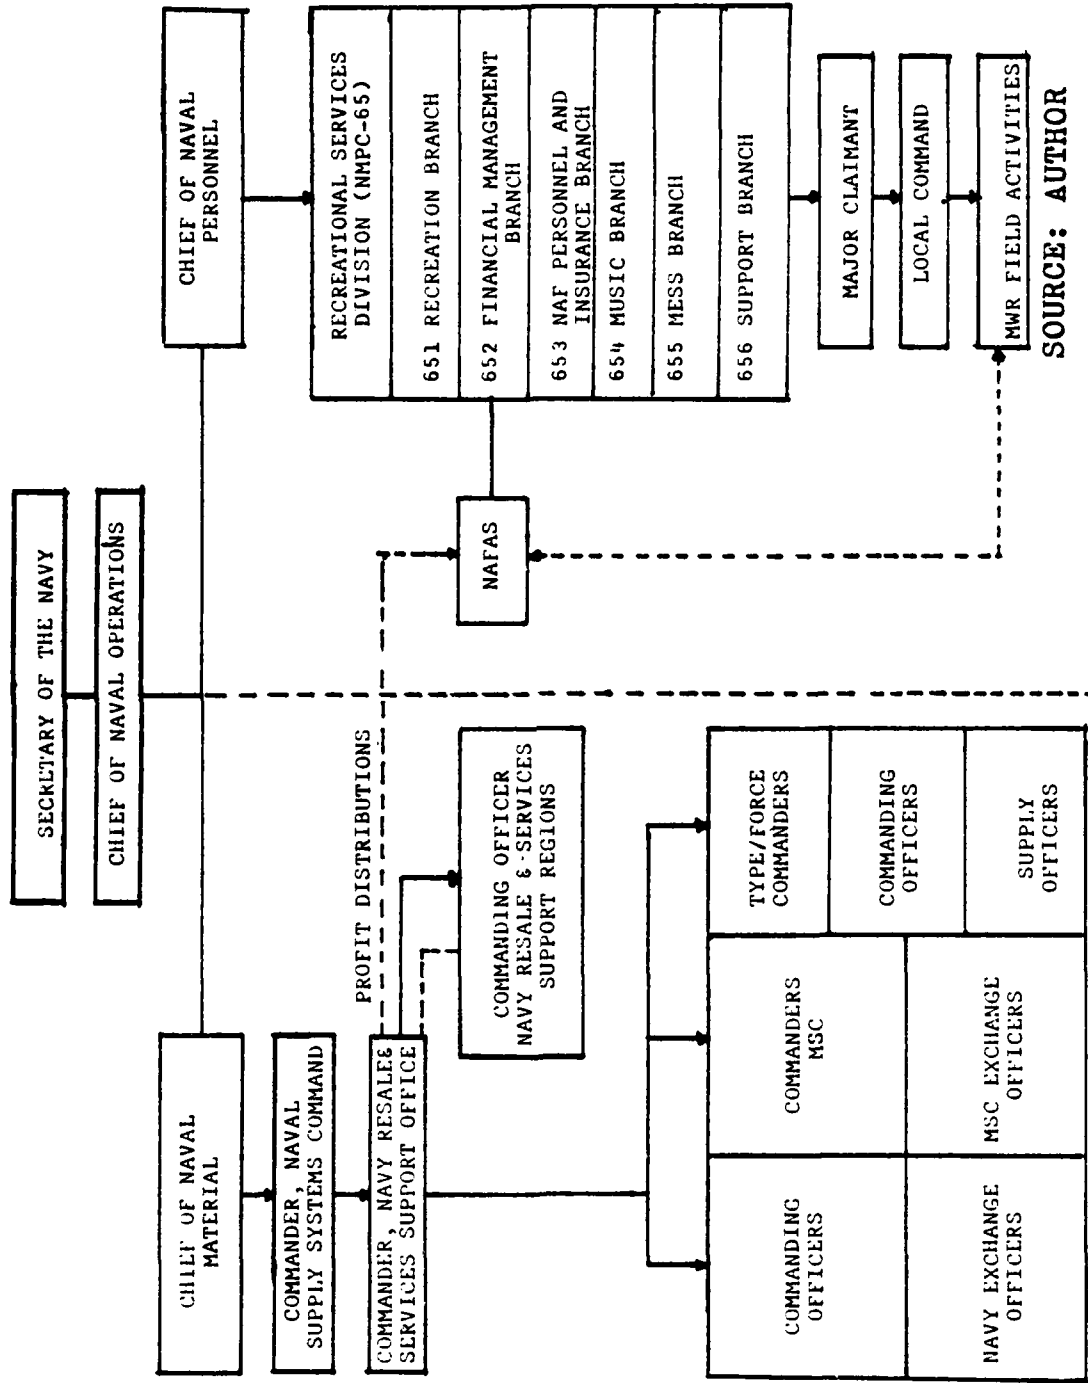 SECRETARY OF THE NAVY
CHIEF OF NAVAL OPERATIONS
CHIEF OF NAVAL
MATERIAL
COMMANDER, NAVAL
SUPPLY SYSTEMS COMMAND
COMMANDER, NAVY RESALE&
SERVICES SUPPORT OFFICE
PROFIT DISTRIBUTIONS
COMMANDING OFFICER
NAVY RESALE & SERVICES
SUPPORT REGIONS
COMMANDING
OFFICERS
NAVY EXCHANGE
OFFICERS
COMMANDERS
MSC
MSC EXCHANGE
OFFICERS
TYPE/FORCE
COMMANDERS
COMMANDING
OFFICERS
SUPPLY
OFFICERS
NAFAS
CHIEF OF NAVAL
PERSONNEL
RECREATIONAL SERVICES
DIVISION (NMPC-65)
651 RECREATION BRANCH
652 FINANCIAL MANAGEMENT
BRANCH
653 NAF PERSONNEL AND
INSURANCE BRANCH
654 MUSIC BRANCH
655 MESS BRANCH
656 SUPPORT BRANCH
MAJOR CLAIMANT
LOCAL COMMAND
MWR FIELD ACTIVITIES
SOURCE: AUTHOR